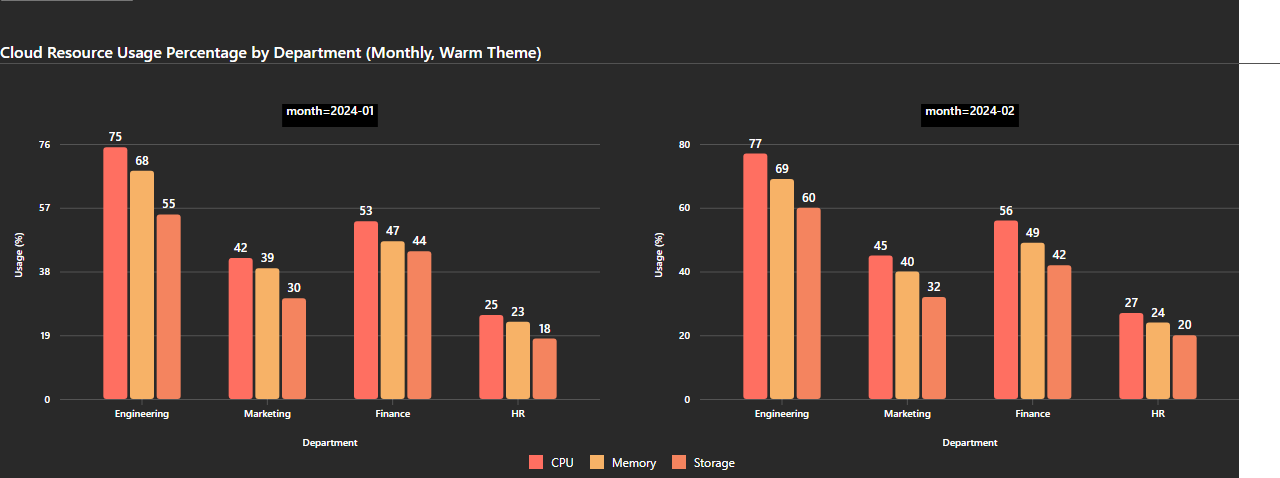 Cloud Resource Usage Percentage by Department (Monthly, Warm Theme)
month=2024-01
76
57
38
19
0
Usage (%)
75
68
55
42
39
30
53
47
44
25
23
18
Engineering
Marketing
Finance
HR
Department
month=2024-02
80
60
40
20
0
Usage (%)
77
69
60
45
40
32
56
49
42
27
24
20
Engineering
Marketing
Finance
HR
Department
CPU
Memory
Storage